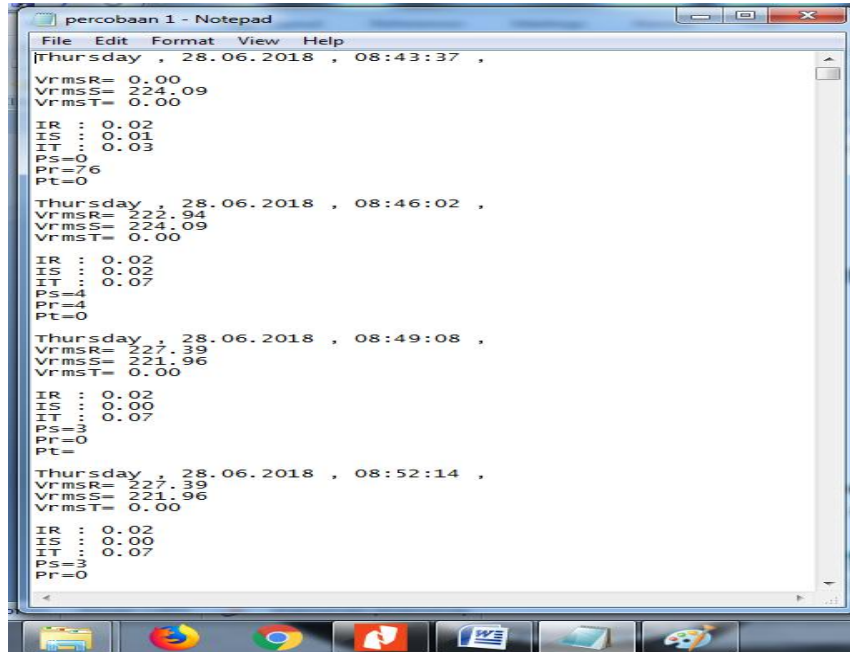 percobaan 1 - Notepad
File Edit Format View Help
Thursday , 28.06.2018 , 08:43:37 ,
VrmsR= 0.00
VrmsS= 224.09
VrmsT= 0.00
IR : 0.02
IS : 0.01
IT : 0.03
Ps=0
Pr=76
Pt=0
Thursday , 28.06.2018 , 08:46:02 ,
VrmsR= 222.94
VrmsS= 224.09
VrmsT= 0.00
IR : 0.02
IS : 0.02
IT : 0.07
Ps=4
Pr=4
Pt=0
Thursday , 28.06.2018 , 08:49:08 ,
VrmsR= 227.39
VrmsS= 221.96
VrmsT= 0.00
IR : 0.02
IS : 0.00
IT : 0.07
Ps=3
Pr=0
Pt=
Thursday , 28.06.2018 , 08:52:14 ,
VrmsR= 227.39
VrmsS= 221.96
VrmsT= 0.00
IR : 0.02
IS : 0.00
IT : 0.07
Ps=3
Pr=0